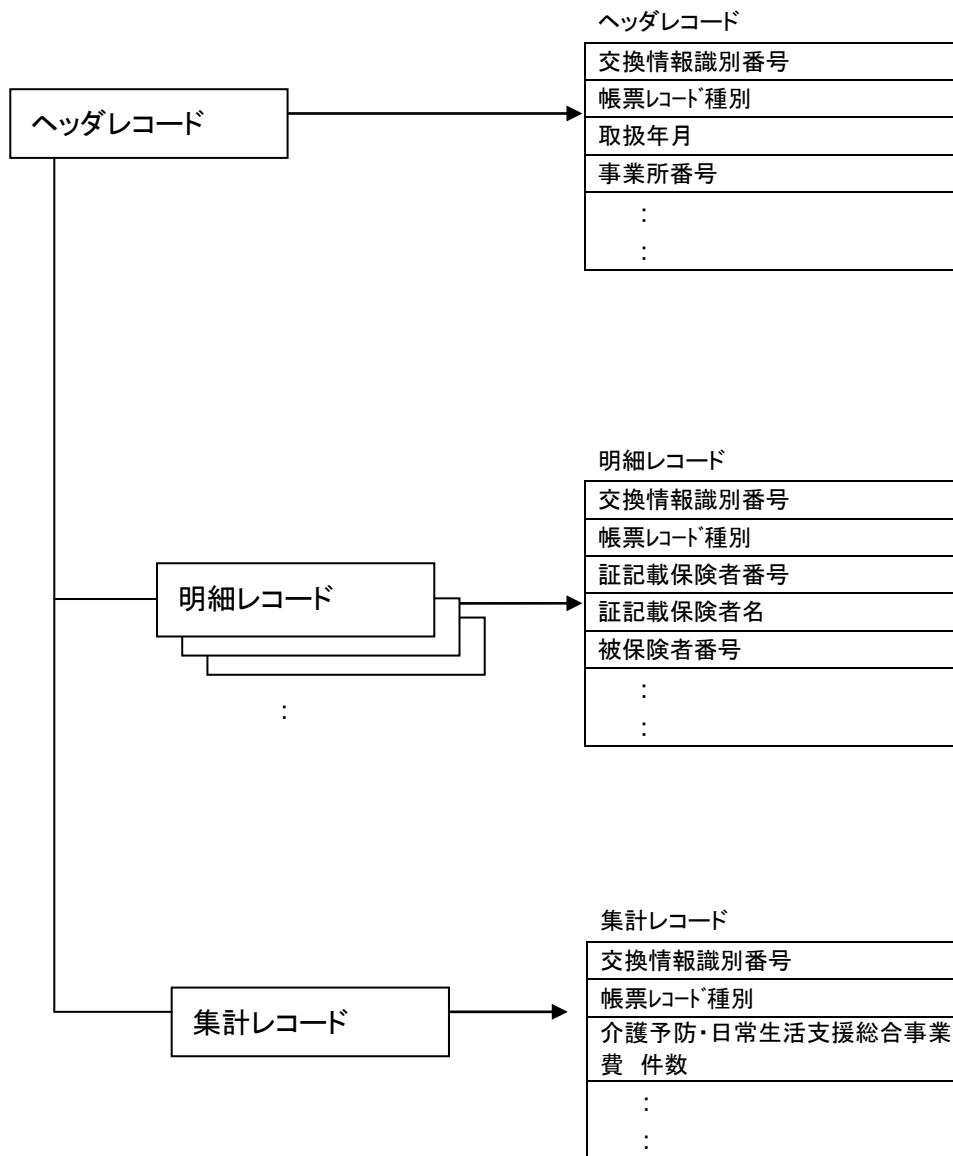 ヘッダレコード
ヘッダレコード
交換情報識別番号
帳票ﾚｺｰﾄﾞ種別
取扱年月
事業所番号
:
:
明細レコード
:
明細レコード
交換情報識別番号
帳票ﾚｺｰﾄﾞ種別
証記載保険者番号
証記載保険者名
被保険者番号
:
:
集計レコード
集計レコード
交換情報識別番号
帳票ﾚｺｰﾄﾞ種別
介護予防・日常生活支援総合事業
費　件数
:
: